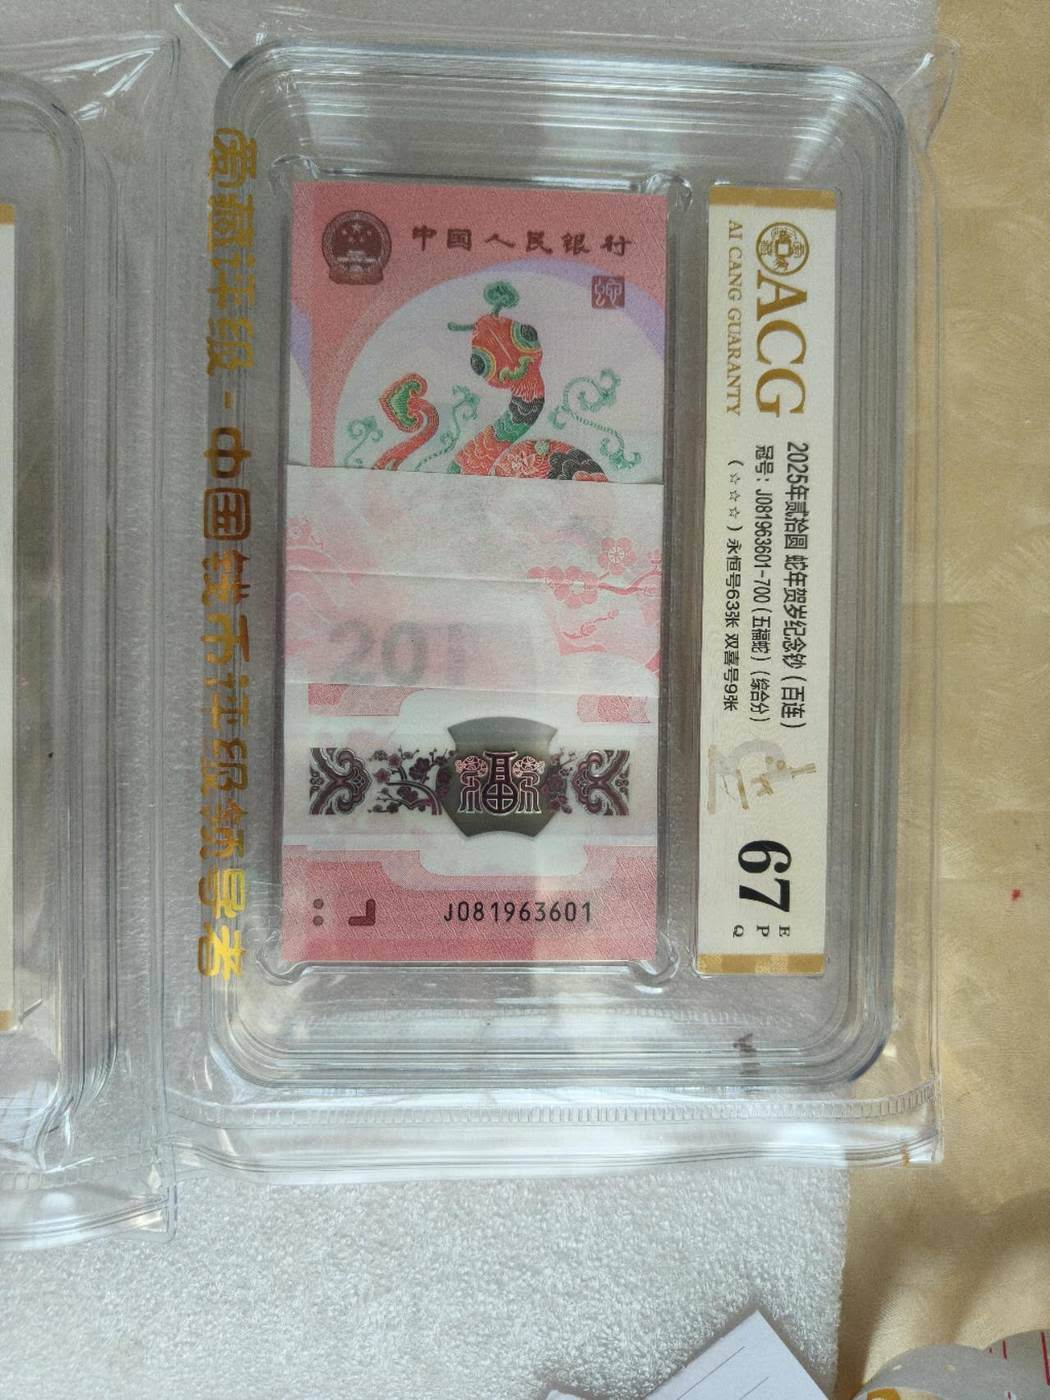 爱藏评级 - 中国钱币评级领导者
中国人民银行
201
J081963601
ACG
AI CANG GUARANTY
2025年贰拾圆 蛇年贺岁纪念钞 (百连)
冠号: J081963601-700 (五福蛇) (综合分)
(☆☆☆) 永恒号63张 双喜号9张
67
E
P
Q